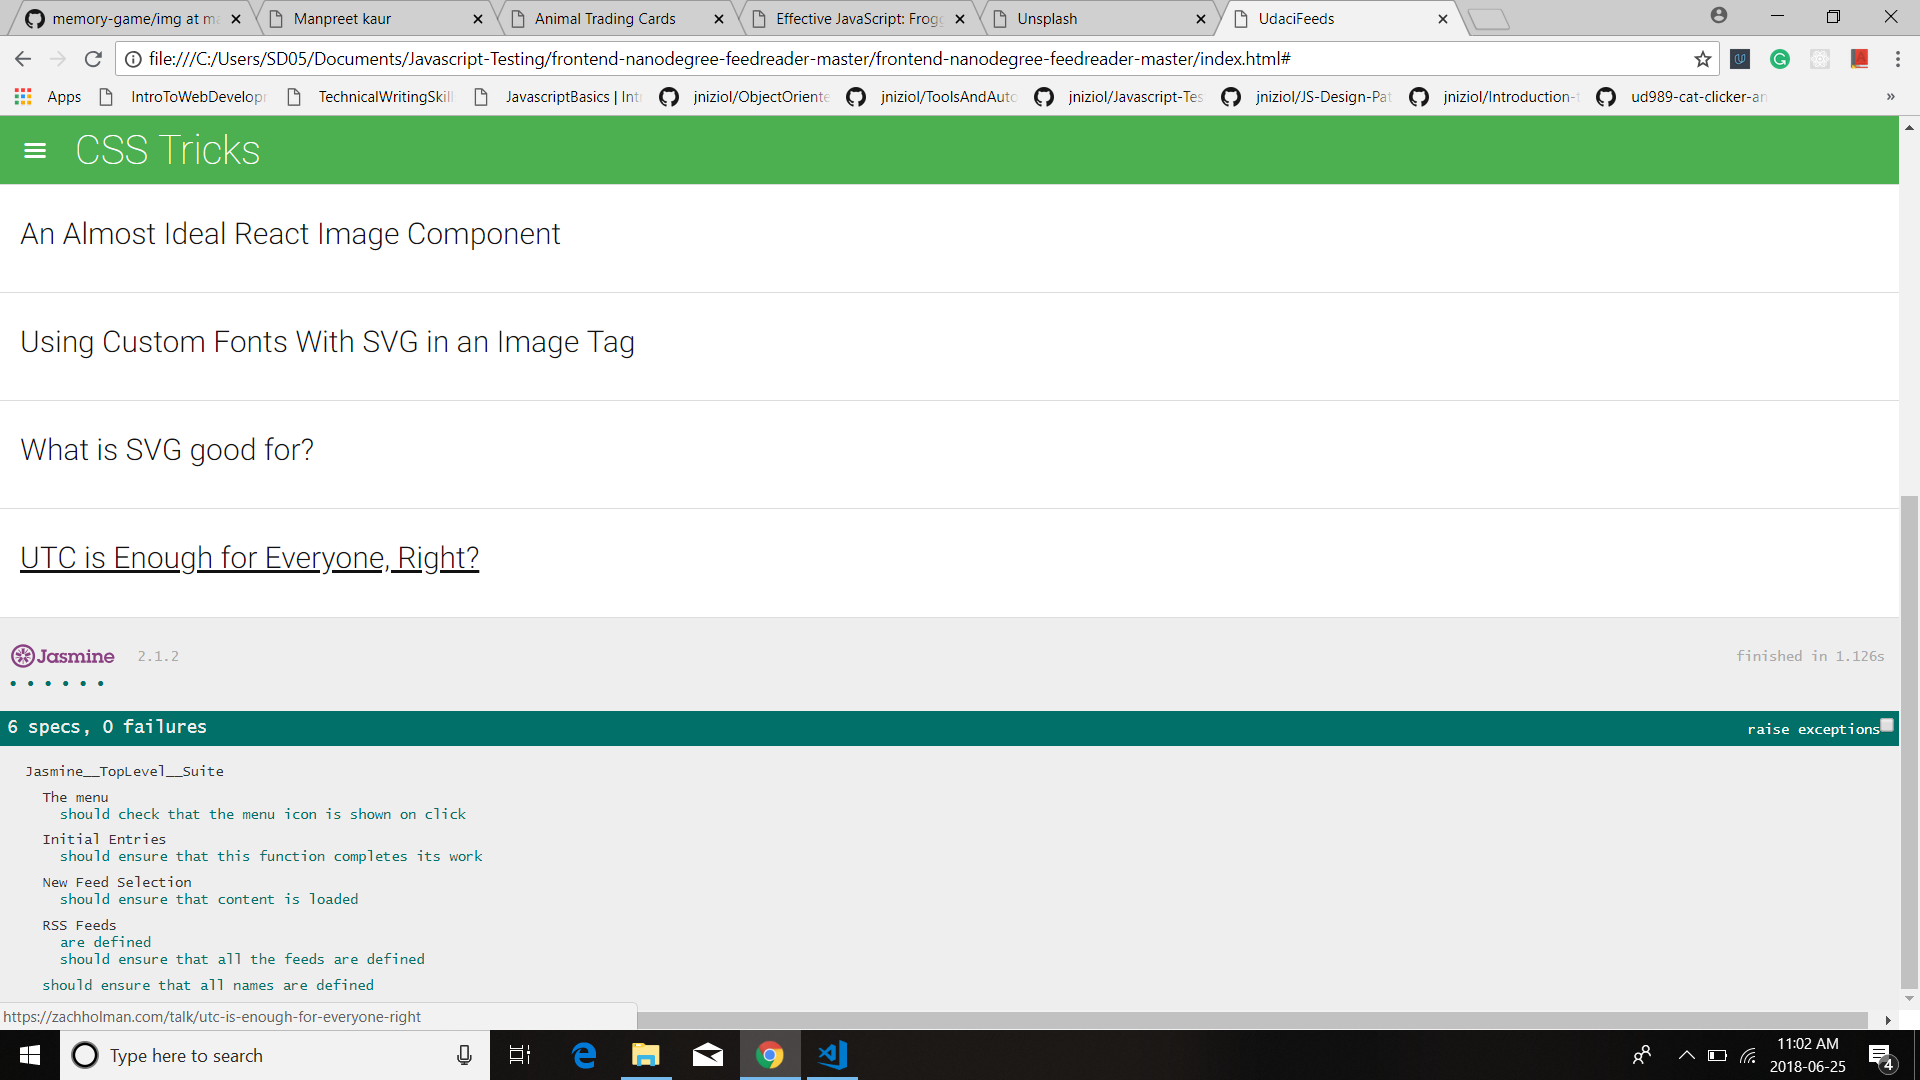 memory-game/img at ma
Manpreet kaur
Animal Trading Cards
Effective JavaScript: Frogg
Unsplash
UdaciFeeds
file:///C:/Users/SD05/Documents/Javascript-Testing/frontend-nanodegree-feedreader-master/frontend-nanodegree-feedreader-master/index.html#
Apps
IntroToWebDevelopr
TechnicalWritingSkill
JavascriptBasics | Intr
jniziol/ObjectOriente
jniziol/ToolsAndAuto
jniziol/Javascript-Tes
jniziol/JS-Design-Pat
jniziol/Introduction-t
ud989-cat-clicker-an
»
CSS Tricks
An Almost Ideal React Image Component
Using Custom Fonts With SVG in an Image Tag
What is SVG good for?
UTC is Enough for Everyone, Right?
Jasmine 2.1.2
finished in 1.126s
• • • • • •
6 specs, 0 failures
raise exceptions
Jasmine__TopLevel__Suite
The menu
should check that the menu icon is shown on click
Initial Entries
should ensure that this function completes its work
New Feed Selection
should ensure that content is loaded
RSS Feeds
are defined
should ensure that all the feeds are defined
should ensure that all names are defined
https://zachholman.com/talk/utc-is-enough-for-everyone-right
Type here to search
11:02 AM
2018-06-25
4